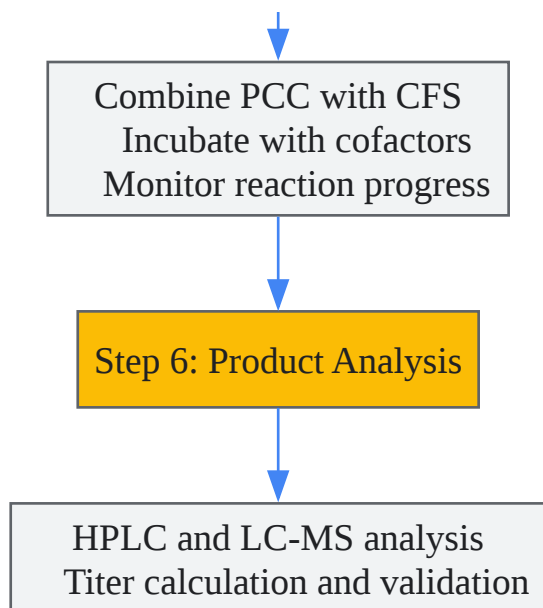 Combine PCC with CFS
Incubate with cofactors
Monitor reaction progress
Step 6: Product Analysis
HPLC and LC-MS analysis
Titer calculation and validation